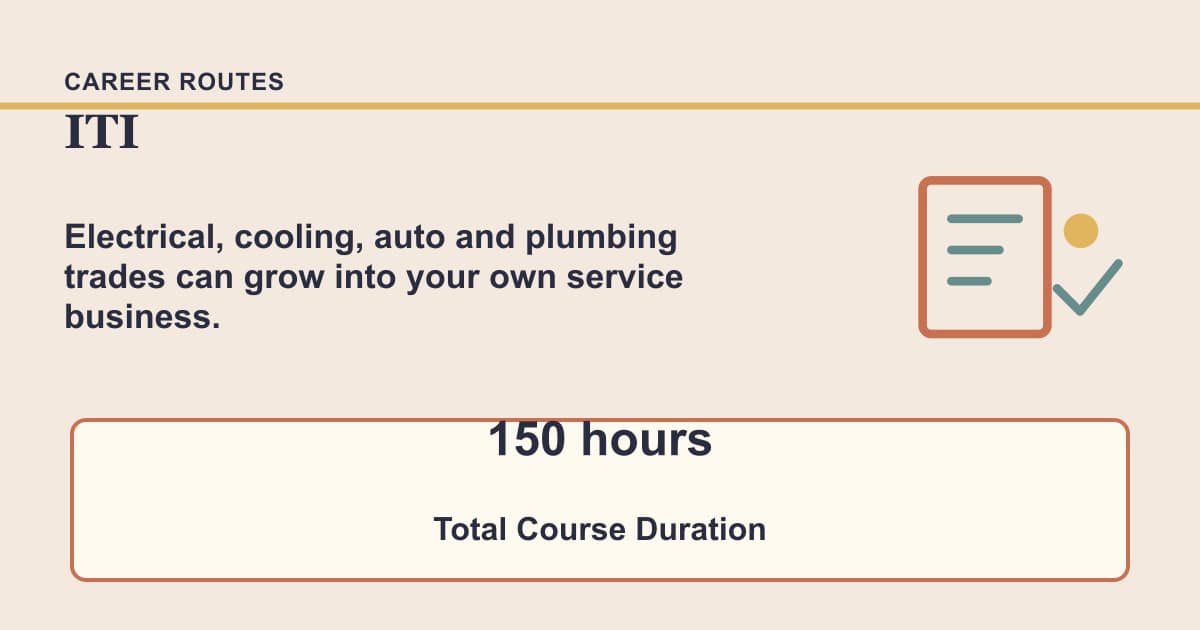 CAREER ROUTES
ITI
Electrical, cooling, auto and plumbing
trades can grow into your own service
business.
150 hours
Total Course Duration